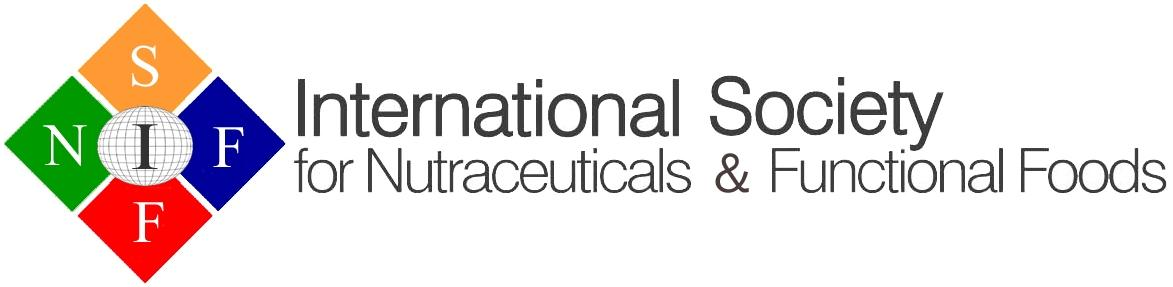 S
N I F
F
International Society
for Nutraceuticals & Functional Foods